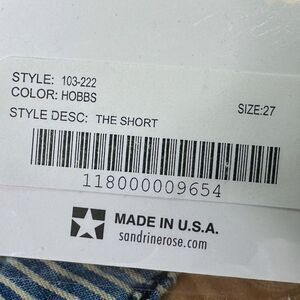 STYLE: 103-222
COLOR: HOBBS
SIZE:27
STYLE DESC: THE SHORT
118000009654
MADE IN U.S.A.
sandrinerose.com